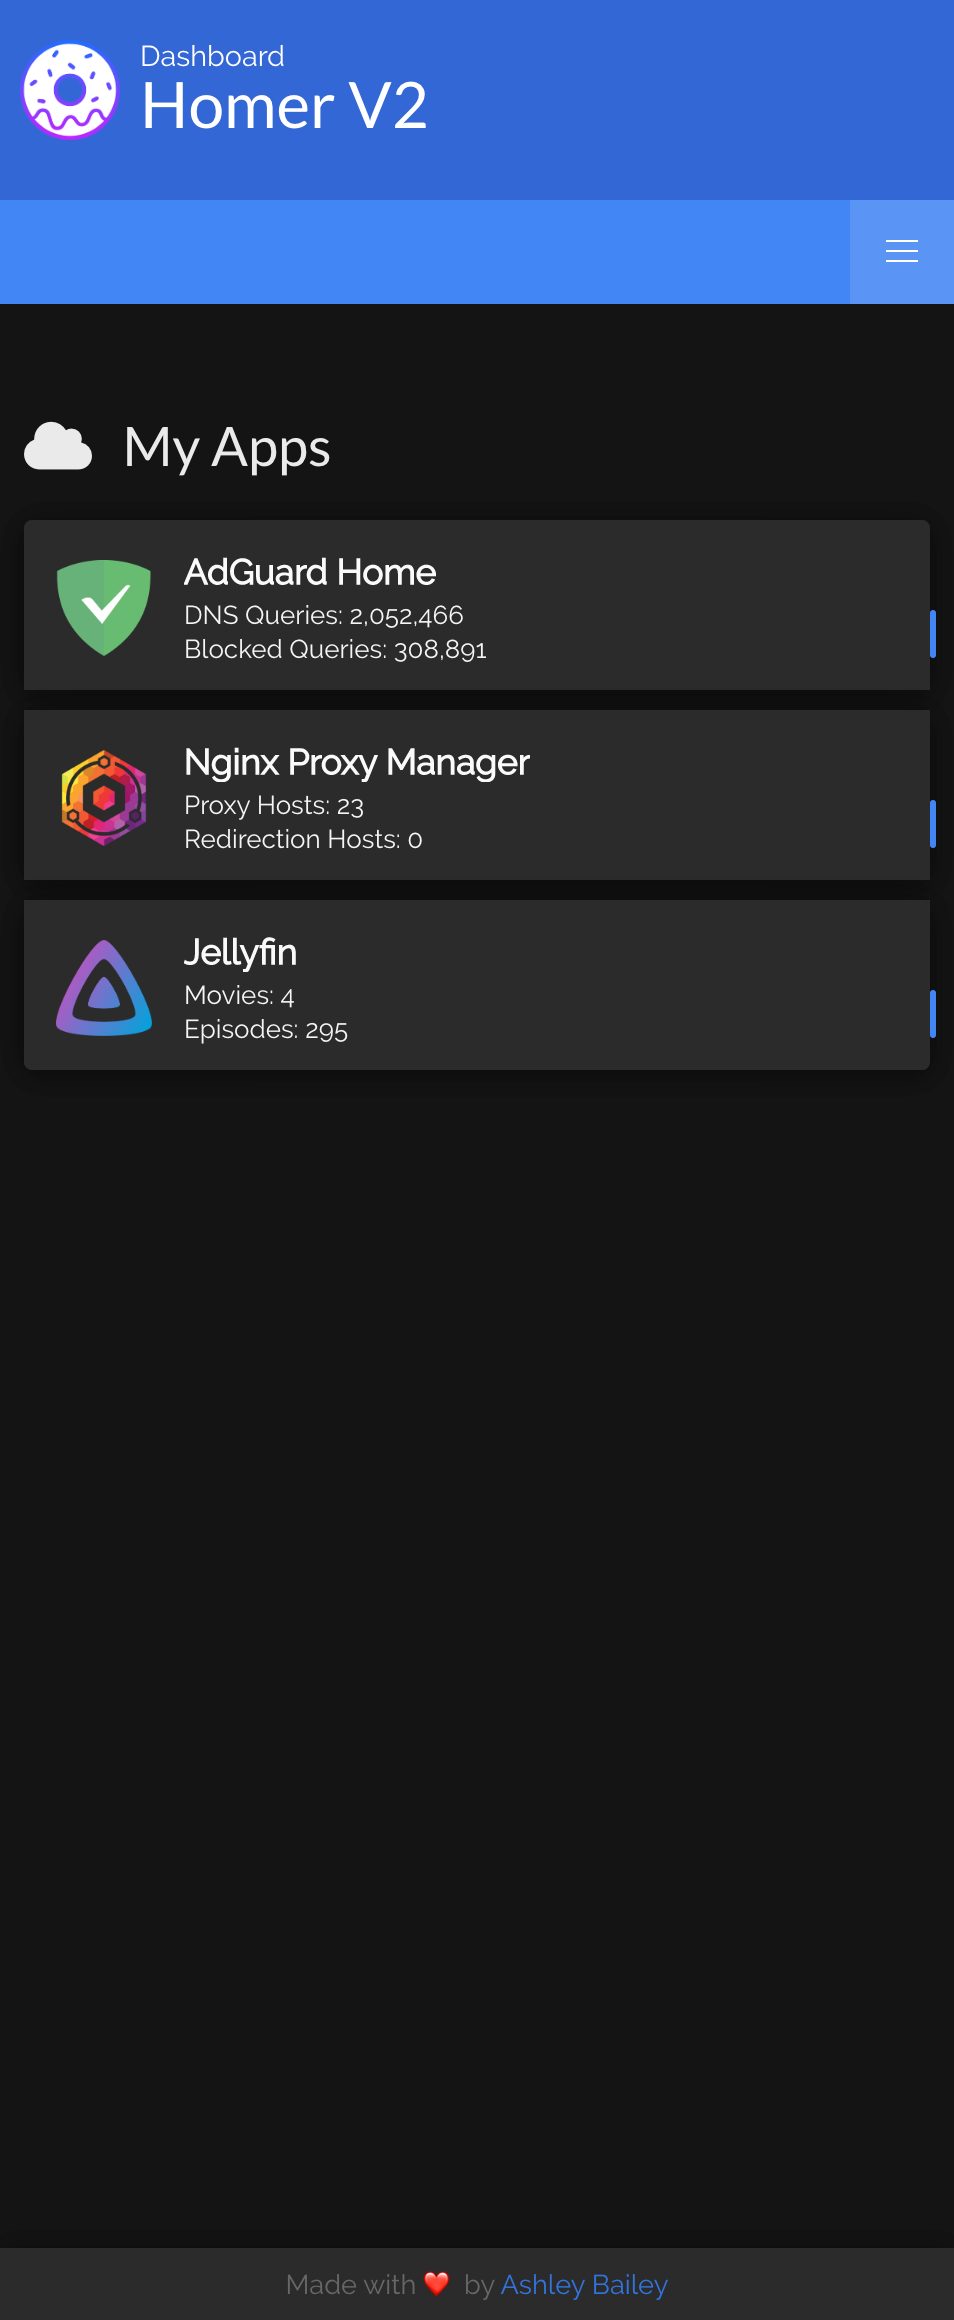 Dashboard
Homer V2
My Apps
AdGuard Home
DNS Queries: 2,052,466
Blocked Queries: 308,891
Nginx Proxy Manager
Proxy Hosts: 23
Redirection Hosts: 0
Jellyfin
Movies: 4
Episodes: 295
Made with ❤️ by Ashley Bailey